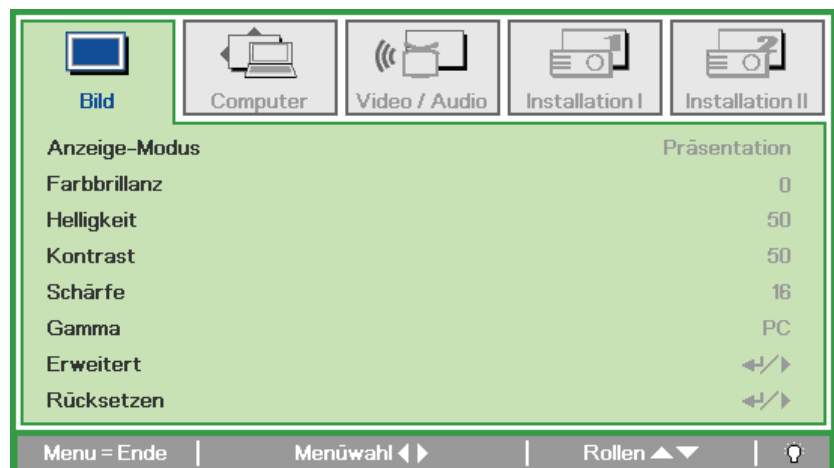 Bild Computer Video / Audio Installation I Installation II
Anzeige-Modus Präsentation
Farbbrillanz 0
Helligkeit 50
Kontrast 50
Schärfe 16
Gamma PC
Erweitert
Rücksetzen
Menu = Ende Menüwahl Rollen